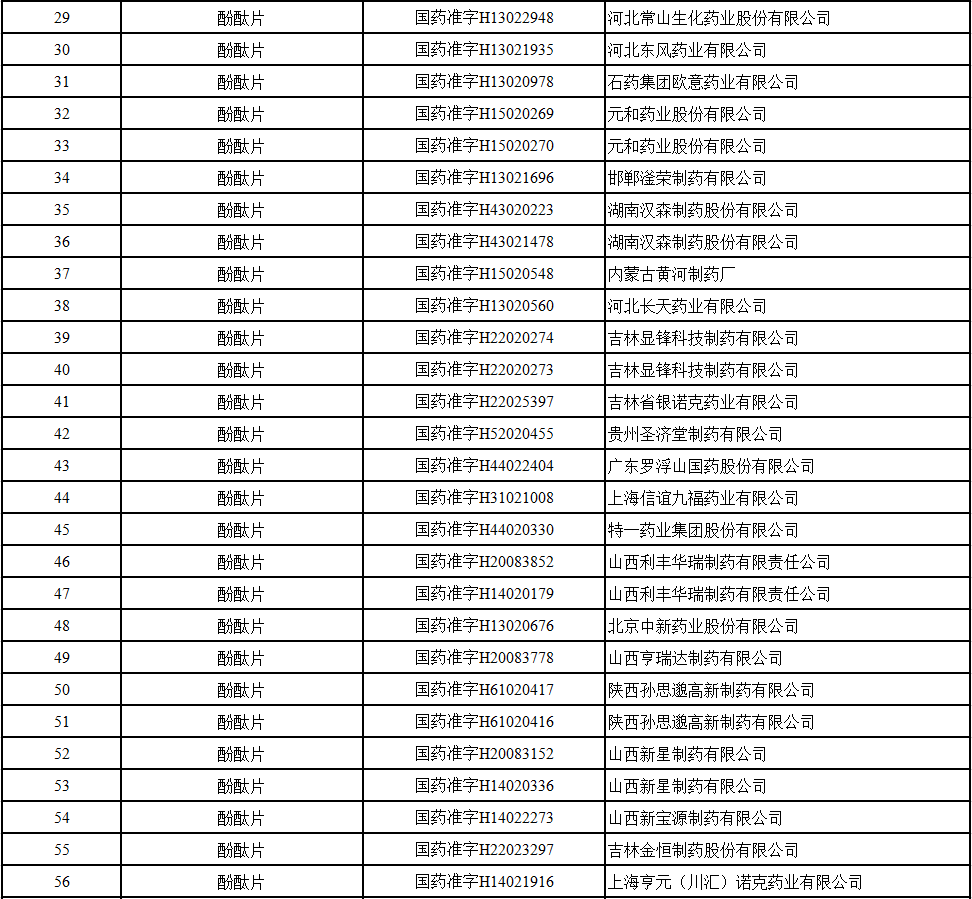 29 酚酞片 国药准字H13022948 河北常山生化药业股份有限公司
30 酚酞片 国药准字H13021935 河北东风药业有限公司
31 酚酞片 国药准字H13020978 石药集团欧意药业有限公司
32 酚酞片 国药准字H15020269 元和药业股份有限公司
33 酚酞片 国药准字H15020270 元和药业股份有限公司
34 酚酞片 国药准字H13021696 邯郸滏荣制药有限公司
35 酚酞片 国药准字H43020223 湖南汉森制药股份有限公司
36 酚酞片 国药准字H43021478 湖南汉森制药股份有限公司
37 酚酞片 国药准字H15020548 内蒙古黄河制药厂
38 酚酞片 国药准字H13020560 河北长天药业有限公司
39 酚酞片 国药准字H22020274 吉林显锋科技制药有限公司
40 酚酞片 国药准字H22020273 吉林显锋科技制药有限公司
41 酚酞片 国药准字H22025397 吉林省银诺克药业有限公司
42 酚酞片 国药准字H52020455 贵州圣济堂制药有限公司
43 酚酞片 国药准字H44022404 广东罗浮山国药股份有限公司
44 酚酞片 国药准字H31021008 上海信谊九福药业有限公司
45 酚酞片 国药准字H44020330 特一药业集团股份有限公司
46 酚酞片 国药准字H20083852 山西利丰华瑞制药有限责任公司
47 酚酞片 国药准字H14020179 山西利丰华瑞制药有限责任公司
48 酚酞片 国药准字H13020676 北京中新药业股份有限公司
49 酚酞片 国药准字H20083778 山西亨瑞达制药有限公司
50 酚酞片 国药准字H61020417 陕西孙思邈高新制药有限公司
51 酚酞片 国药准字H61020416 陕西孙思邈高新制药有限公司
52 酚酞片 国药准字H20083152 山西新星制药有限公司
53 酚酞片 国药准字H14020336 山西新星制药有限公司
54 酚酞片 国药准字H14022273 山西新宝源制药有限公司
55 酚酞片 国药准字H22023297 吉林金恒制药股份有限公司
56 酚酞片 国药准字H14021916 上海亨元（川汇）诺克药业有限公司